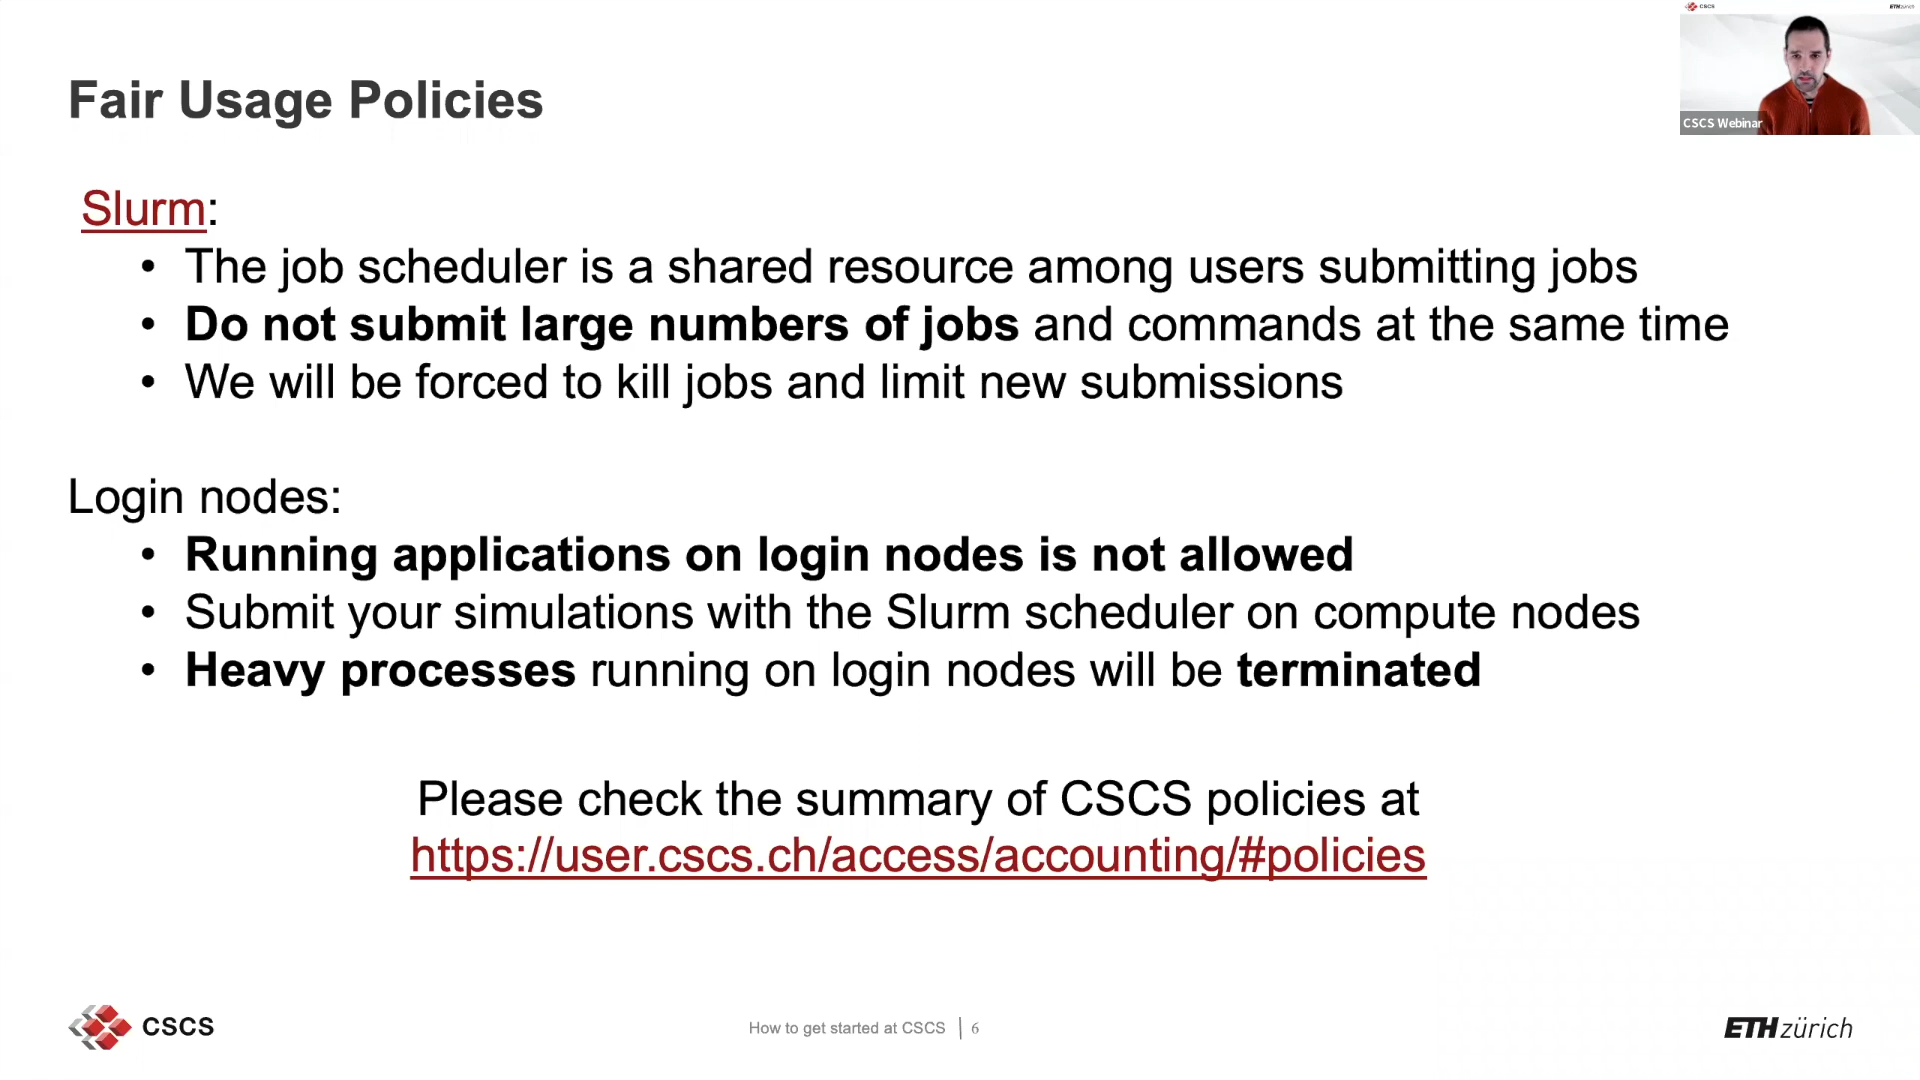 CSCS
ETHzürich
CSCS Webinar
Fair Usage Policies
Slurm:
• The job scheduler is a shared resource among users submitting jobs
• Do not submit large numbers of jobs and commands at the same time
• We will be forced to kill jobs and limit new submissions
Login nodes:
• Running applications on login nodes is not allowed
• Submit your simulations with the Slurm scheduler on compute nodes
• Heavy processes running on login nodes will be terminated
Please check the summary of CSCS policies at
https://user.cscs.ch/access/accounting/#policies
CSCS
How to get started at CSCS | 6
ETHzürich